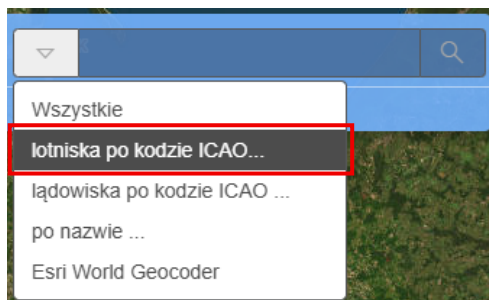 Wszystkie
lotniska po kodzie ICAO...
lądowiska po kodzie ICAO ...
po nazwie ...
Esri World Geocoder